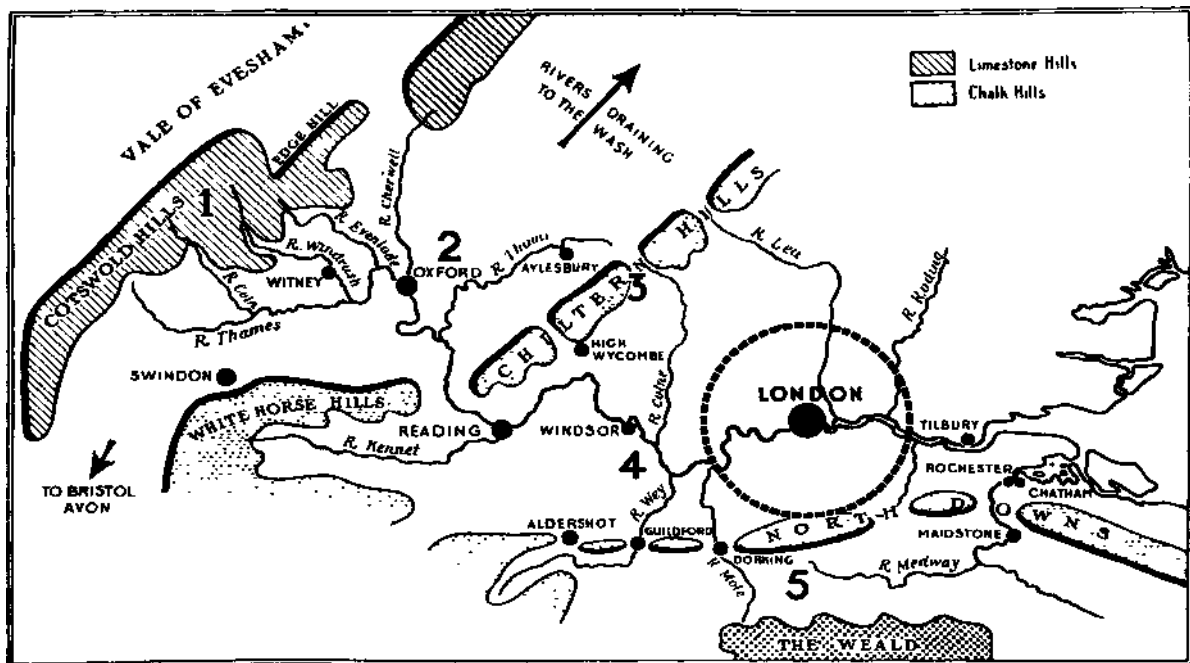 VALE OF EVESHAM.
Limestone Hills
Chalk Hills
RIVERS DRAINING
TO THE WASH
EDGE HILL
R. Cherwell
1
COTSWOLD HILLS
R. Evenlode
R. Windrush
R. Coln
WITNEY
2
OXFORD
R. Thame
AYLESBURY
CHILTERN HILLS
3
R. Lea
R. Roding
R. Thames
HIGH
WYCOMBE
R. Colne
SWINDON
WHITE HORSE HILLS
READING
WINDSOR
LONDON
TILBURY
R. Kennet
4
TO BRISTOL
AVON
R. Wey
ROCHESTER
CHATHAM
ALDERSHOT
GUILDFORD
DORKING
NORTH DOWNS
MAIDSTONE
R. Mole
5
R. Medway
THE WEALD